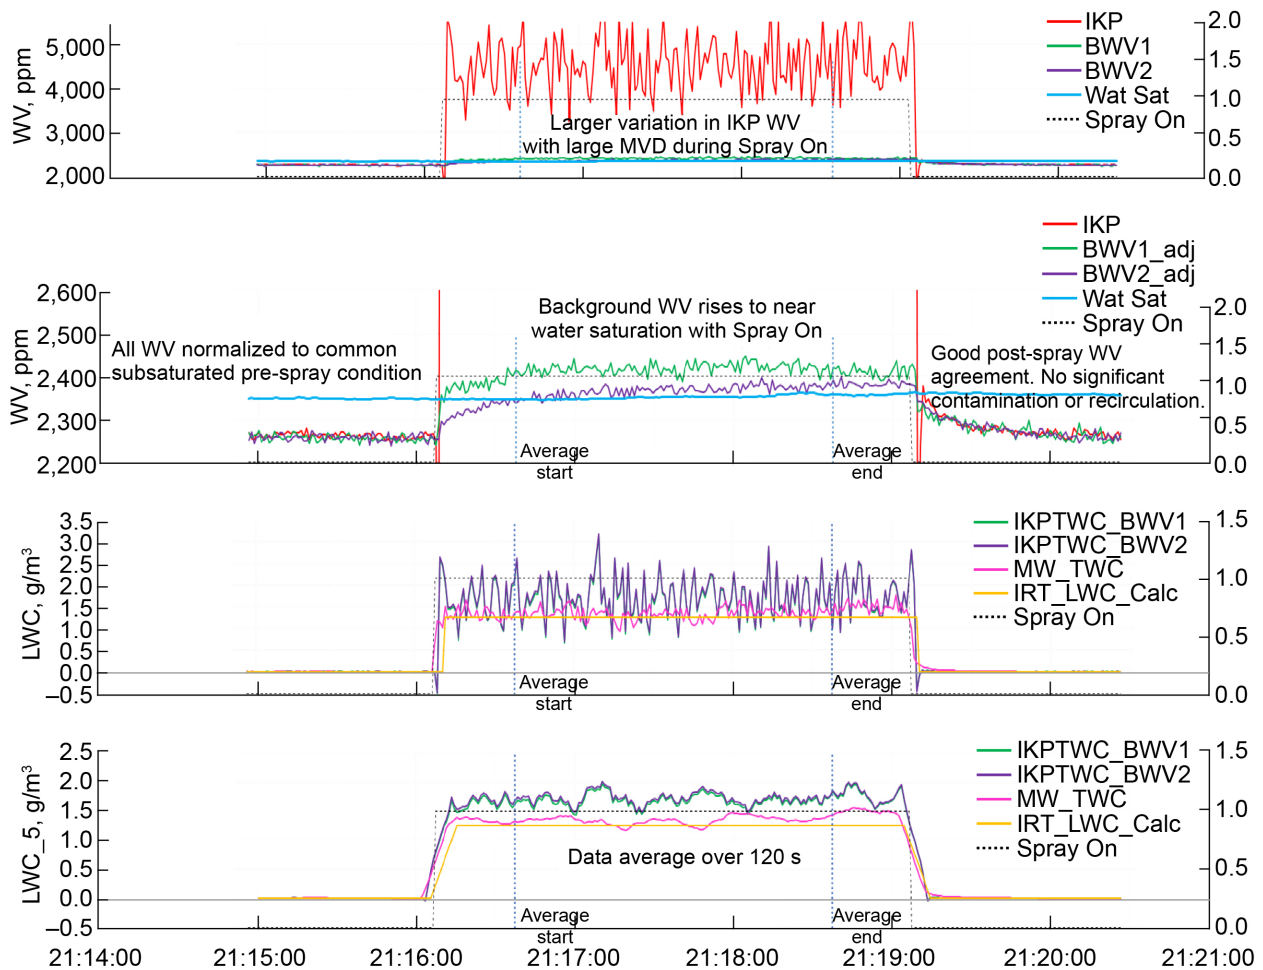 IKP
BWV1
BWV2
Wat Sat
Spray On
WV, ppm
5,000
4,000
3,000
2,000
2.0
1.5
1.0
0.5
0.0
Larger variation in IKP WV
with large MVD during Spray On
IKP
BWV1_adj
BWV2_adj
Wat Sat
Spray On
WV, ppm
2,600
2,500
2,400
2,300
2,200
2.0
1.5
1.0
0.5
0.0
All WV normalized to common
subsaturated pre-spray condition
Background WV rises to near
water saturation with Spray On
Good post-spray WV
agreement. No significant
contamination or recirculation.
Average
start
Average
end
IKPTWC_BWV1
IKPTWC_BWV2
MW_TWC
IRT_LWC_Calc
Spray On
LWC, g/m³
3.5
3.0
2.5
2.0
1.5
1.0
0.5
0.0
–0.5
1.5
1.0
0.5
0.0
Average
start
Average
end
IKPTWC_BWV1
IKPTWC_BWV2
MW_TWC
IRT_LWC_Calc
Spray On
LWC_5, g/m³
2.5
2.0
1.5
1.0
0.5
0.0
–0.5
1.5
1.0
0.5
0.0
Data average over 120 s
Average
start
Average
end
21:14:00 21:15:00 21:16:00 21:17:00 21:18:00 21:19:00 21:20:00 21:21:00